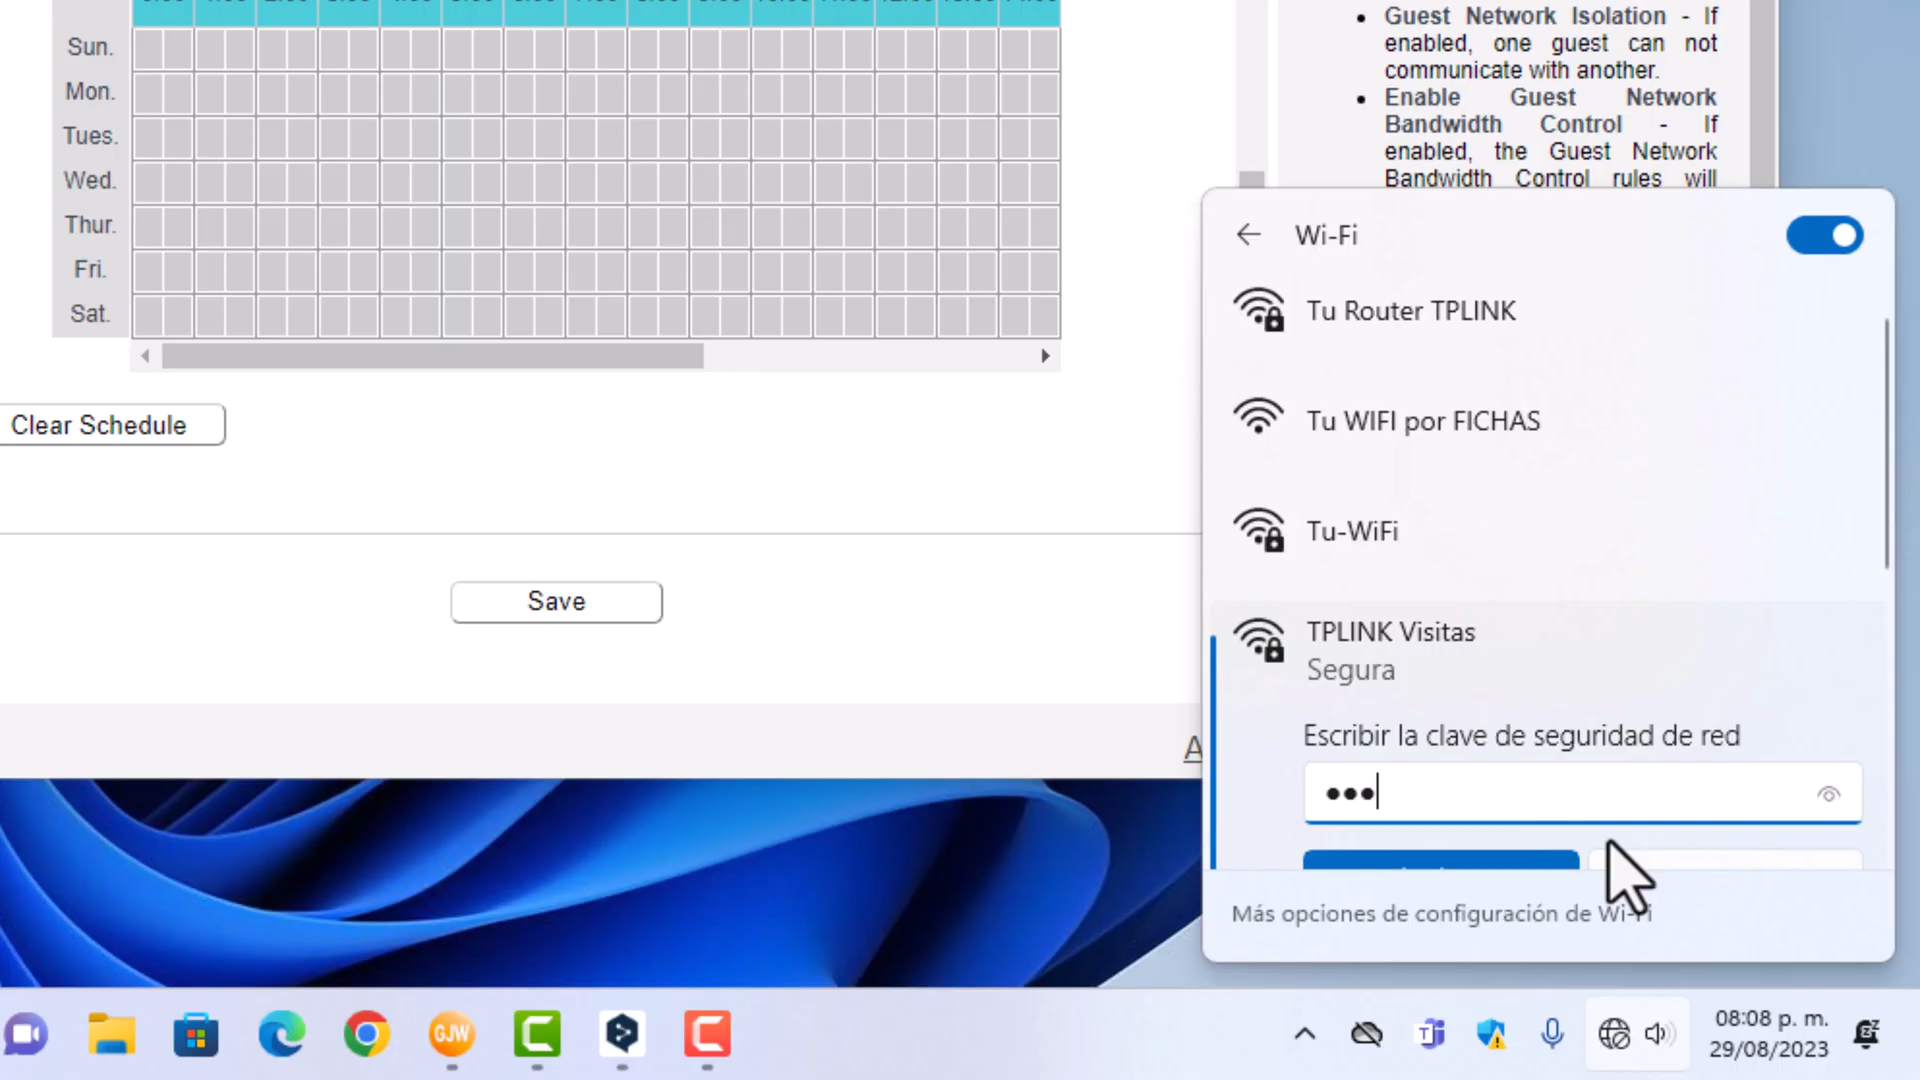 Sun.
Mon.
Tues.
Wed.
Thur.
Fri.
Sat.
Clear Schedule
Save
Guest Network Isolation - If
enabled, one guest can not
communicate with another.
Enable Guest Network
Bandwidth Control - If
enabled, the Guest Network
Bandwidth Control rules will
Wi-Fi
Tu Router TPLINK
Tu WIFI por FICHAS
Tu-WiFi
TPLINK Visitas
Segura
Escribir la clave de seguridad de red
Más opciones de configuración de Wi-Fi
GJW
08:08 p. m.
29/08/2023